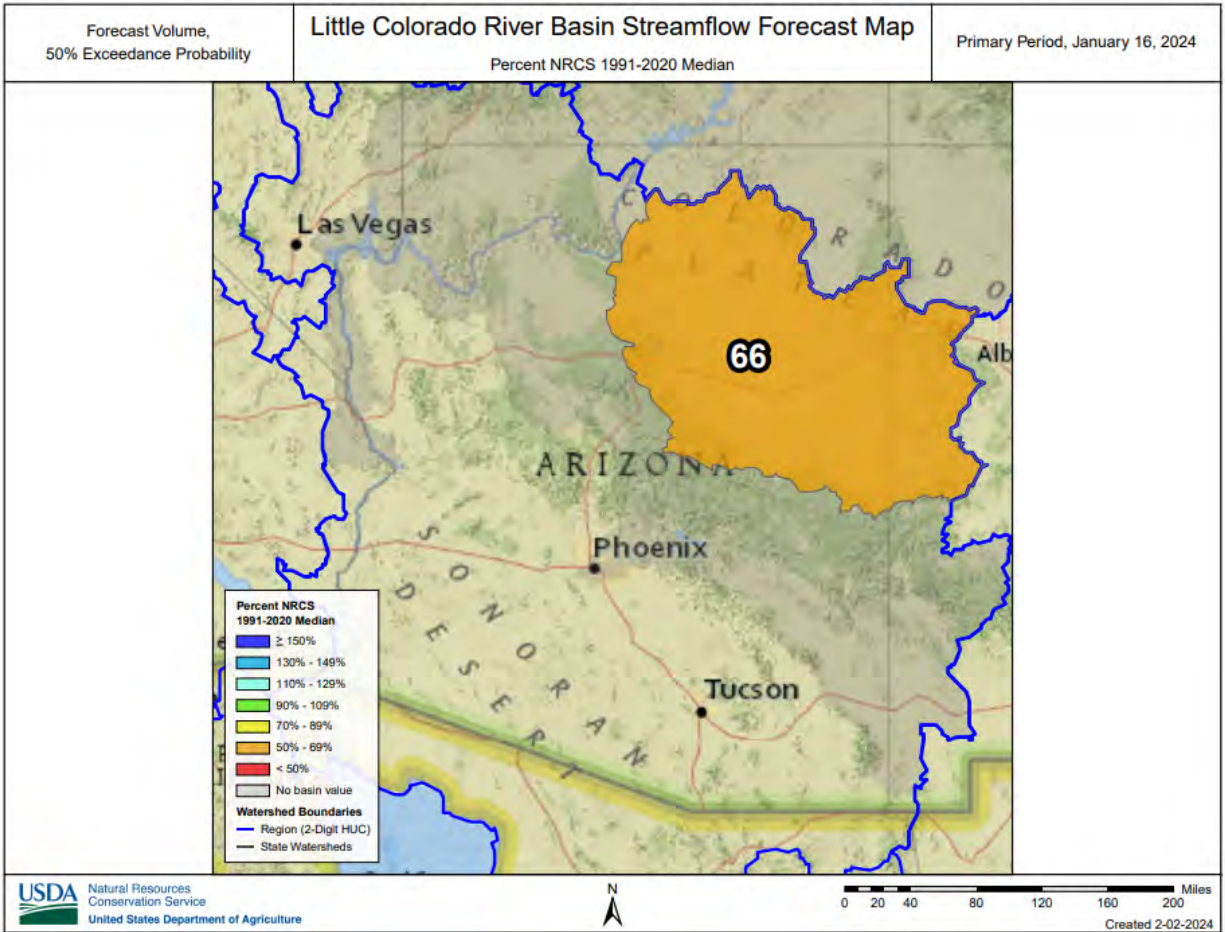 Forecast Volume,
50% Exceedance Probability
Little Colorado River Basin Streamflow Forecast Map
Percent NRCS 1991-2020 Median
Primary Period, January 16, 2024
COLORADO
PLATEAU
Las Vegas
66
Alb
ARIZONA
Phoenix
SONORAN
DESERT
Tucson
Percent NRCS
1991-2020 Median
≥ 150%
130% - 149%
110% - 129%
90% - 109%
70% - 89%
50% - 69%
< 50%
No basin value
Watershed Boundaries
Region (2-Digit HUC)
State Watersheds
USDA
Natural Resources
Conservation Service
United States Department of Agriculture
N
0 20 40 80 120 160 200
Miles
Created 2-02-2024